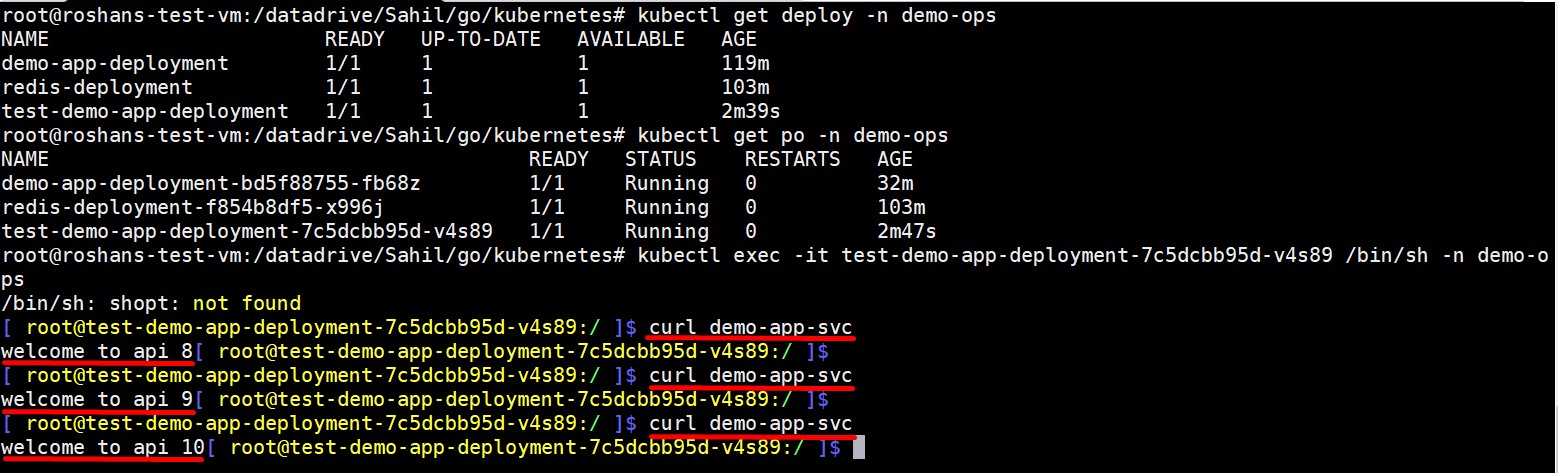 root@roshans-test-vm:/datadrive/Sahil/go/kubernetes# kubectl get deploy -n demo-ops
NAME                       READY   UP-TO-DATE   AVAILABLE   AGE
demo-app-deployment        1/1     1            1           119m
redis-deployment           1/1     1            1           103m
test-demo-app-deployment   1/1     1            1           2m39s
root@roshans-test-vm:/datadrive/Sahil/go/kubernetes# kubectl get po -n demo-ops
NAME                                        READY   STATUS    RESTARTS   AGE
demo-app-deployment-bd5f88755-fb68z         1/1     Running   0          32m
redis-deployment-f854b8df5-x996j            1/1     Running   0          103m
test-demo-app-deployment-7c5dcbb95d-v4s89   1/1     Running   0          2m47s
root@roshans-test-vm:/datadrive/Sahil/go/kubernetes# kubectl exec -it test-demo-app-deployment-7c5dcbb95d-v4s89 /bin/sh -n demo-o
ps
/bin/sh: shopt: not found
[ root@test-demo-app-deployment-7c5dcbb95d-v4s89:/ ]$ curl demo-app-svc
welcome to api 8[ root@test-demo-app-deployment-7c5dcbb95d-v4s89:/ ]$
[ root@test-demo-app-deployment-7c5dcbb95d-v4s89:/ ]$ curl demo-app-svc
welcome to api 9[ root@test-demo-app-deployment-7c5dcbb95d-v4s89:/ ]$
[ root@test-demo-app-deployment-7c5dcbb95d-v4s89:/ ]$ curl demo-app-svc
welcome to api 10[ root@test-demo-app-deployment-7c5dcbb95d-v4s89:/ ]$